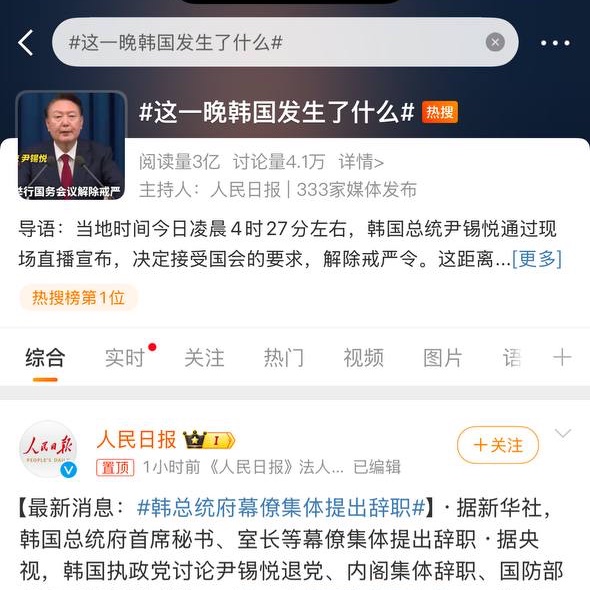 #这一晚韩国发生了什么#
#这一晚韩国发生了什么# 热搜
尹锡悦
举行国务会议解除戒严
阅读量3亿 讨论量4.1万 详情>
主持人：人民日报 | 333家媒体发布
导语：当地时间今日凌晨4时27分左右，韩国总统尹锡悦通过现
场直播宣布，决定接受国会的要求，解除戒严令。这距离...[更多]
热搜榜第1位
综合 实时 关注 热门 视频 图片 语
人民日报
PEOPLE'S DAILY
人民日报 I
+关注
置顶 1小时前 《人民日报》法人... 已编辑
【最新消息：#韩总统府幕僚集体提出辞职#】·据新华社，
韩国总统府首席秘书、室长等幕僚集体提出辞职 ·据央
视，韩国执政党讨论尹锡悦退党、内阁集体辞职、国防部